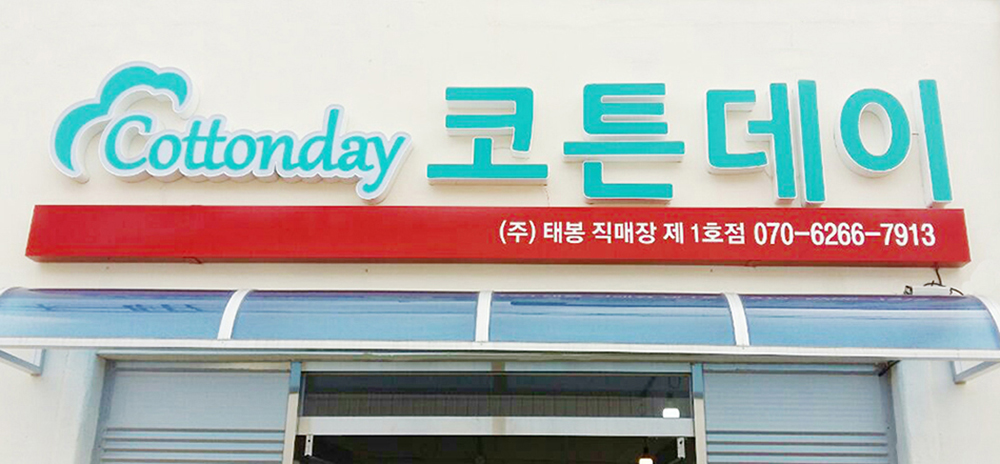 Cottonday 코튼데이
(주) 태봉 직매장 제 1호점 070-6266-7913